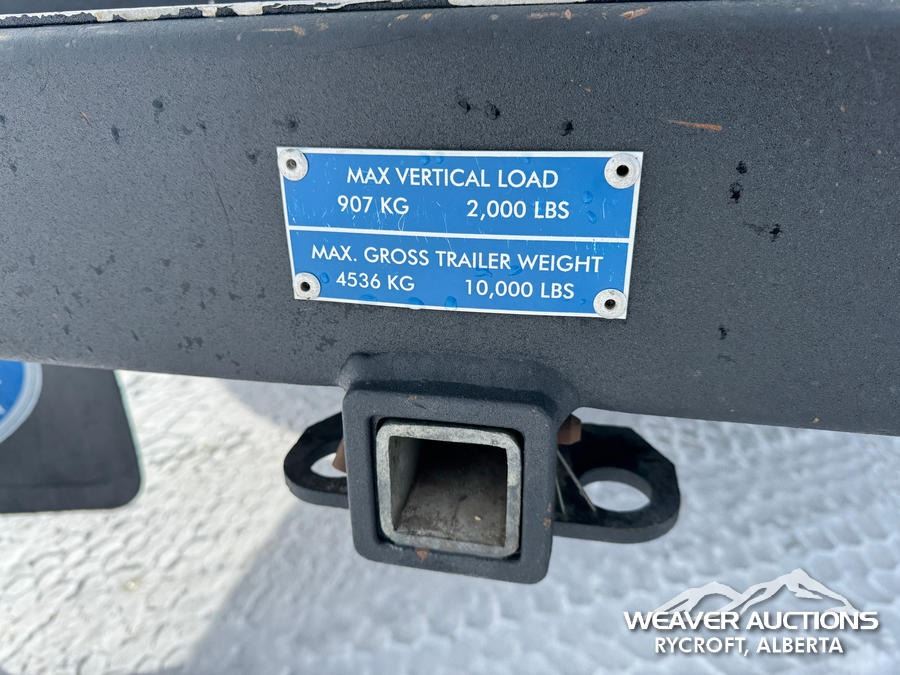 MAX VERTICAL LOAD
907 KG 2,000 LBS
MAX. GROSS TRAILER WEIGHT
4536 KG 10,000 LBS
WEAVER AUCTIONS
RYCROFT, ALBERTA